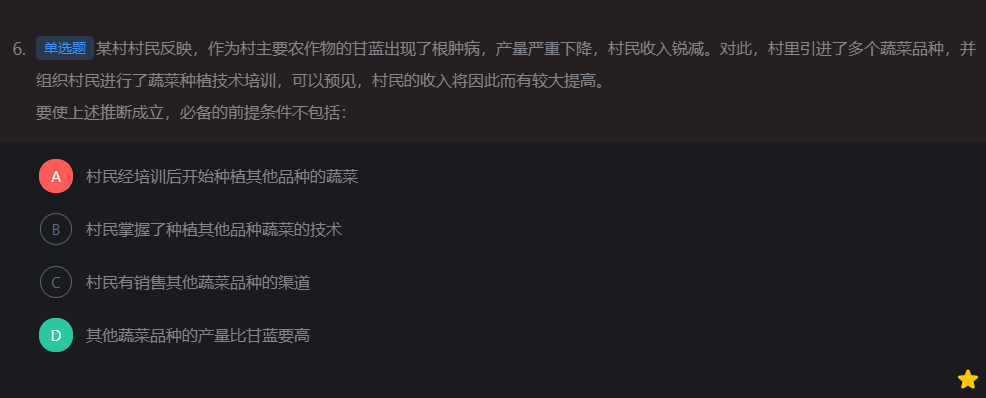 6. 单选题 某村村民反映，作为村主要农作物的甘蓝出现了根肿病，产量严重下降，村民收入锐减。对此，村里引进了多个蔬菜品种，并
组织村民进行了蔬菜种植技术培训，可以预见，村民的收入将因此而有较大提高。
要使上述推断成立，必备的前提条件不包括：
A 村民经培训后开始种植其他品种的蔬菜
B 村民掌握了种植其他品种蔬菜的技术
C 村民有销售其他蔬菜品种的渠道
D 其他蔬菜品种的产量比甘蓝要高